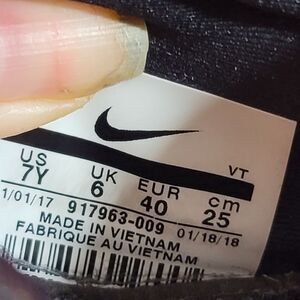 VT
US UK EUR cm
7Y 6 40 25
1/01/17 917963-009 01/18/18
MADE IN VIETNAM
FABRIQUE AU VIETNAM